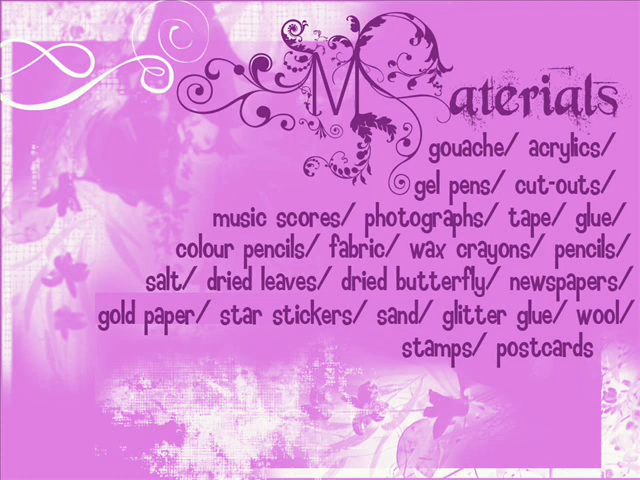 Materials
gouache/ acrylics/
gel pens/ cut-outs/
music scores/ photographs/ tape/ glue/
colour pencils/ fabric/ wax crayons/ pencils/
salt/ dried leaves/ dried butterfly/ newspapers/
gold paper/ star stickers/ sand/ glitter glue/ wool/
stamps/ postcards